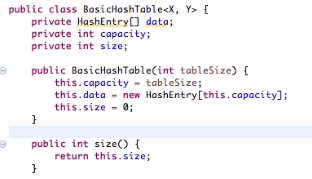 public class BasicHashTable<X, Y> {
private HashEntry[] data;
private int capacity;
private int size;
public BasicHashTable(int tableSize) {
this.capacity = tableSize;
this.data = new HashEntry[this.capacity];
this.size = 0;
}
public int size() {
return this.size;
}